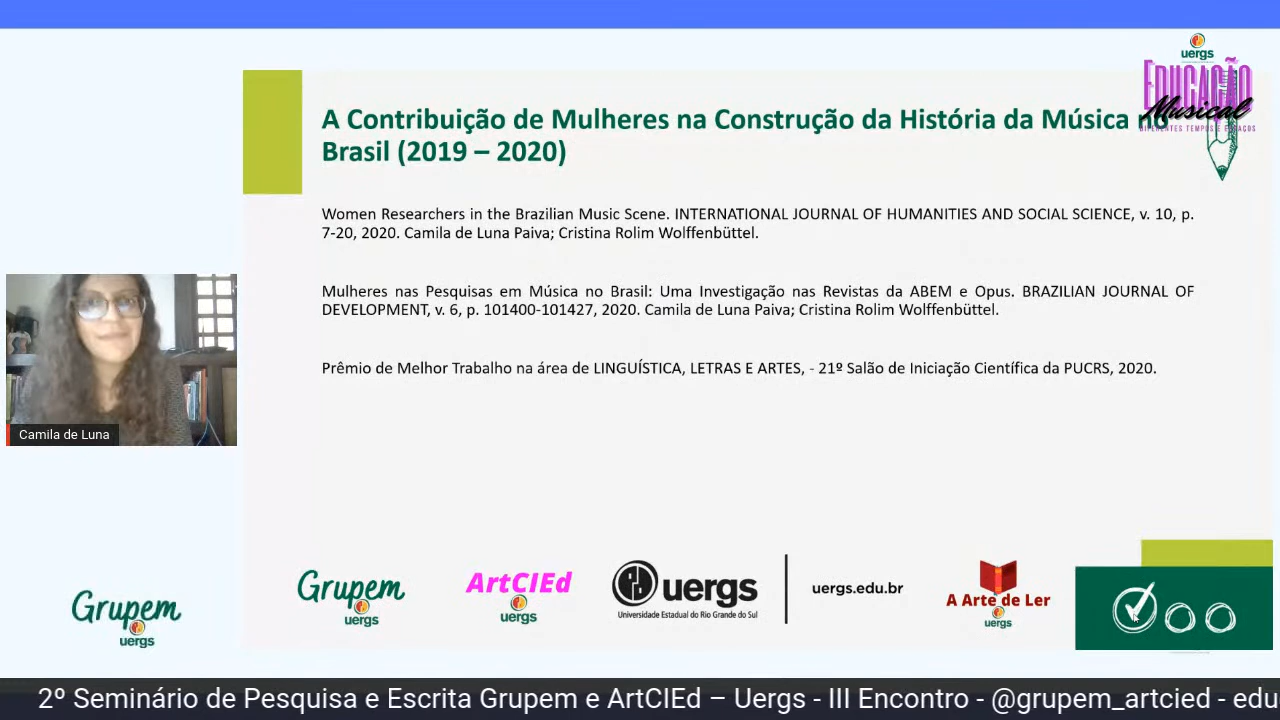 uergs
EDUCAÇÃO
Musical
DIFERENTES TEMPOS E ESPAÇOS
A Contribuição de Mulheres na Construção da História da Música no
Brasil (2019 – 2020)
Women Researchers in the Brazilian Music Scene. INTERNATIONAL JOURNAL OF HUMANITIES AND SOCIAL SCIENCE, v. 10, p.
7-20, 2020. Camila de Luna Paiva; Cristina Rolim Wolffenbüttel.
Mulheres nas Pesquisas em Música no Brasil: Uma Investigação nas Revistas da ABEM e Opus. BRAZILIAN JOURNAL OF
DEVELOPMENT, v. 6, p. 101400-101427, 2020. Camila de Luna Paiva; Cristina Rolim Wolffenbüttel.
Prêmio de Melhor Trabalho na área de LINGUÍSTICA, LETRAS E ARTES, - 21º Salão de Iniciação Científica da PUCRS, 2020.
Camila de Luna
Grupem
uergs
Grupem
uergs
ArtCIEd
uergs
uergs
Universidade Estadual do Rio Grande do Sul
uergs.edu.br
A Arte de Ler
uergs
2º Seminário de Pesquisa e Escrita Grupem e ArtCIEd – Uergs - III Encontro - @grupem_artcied - edu